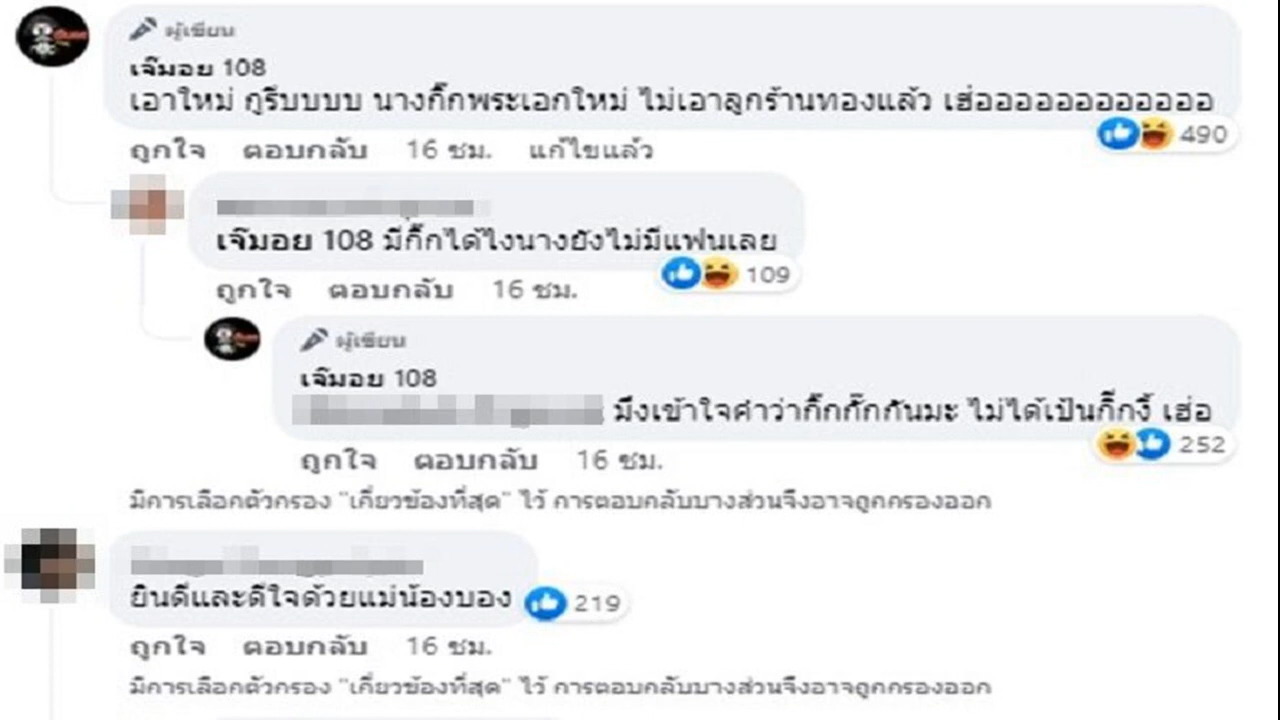 ผู้เขียน
เจ๊มอย 108
เอาใหม่ กูรีบบบบ นางกิ๊กพระเอกใหม่ ไม่เอาลูกร้านทองแล้ว เฮ่ออออออออออออ
490
ถูกใจ ตอบกลับ 16 ชม. แก้ไขแล้ว
เจ๊มอย 108 มีกิ๊กได้ไงนางยังไม่มีแฟนเลย
109
ถูกใจ ตอบกลับ 16 ชม.
ผู้เขียน
เจ๊มอย 108
มึงเข้าใจคำว่ากิ๊กกั๊กกันมะ ไม่ได้เป้นกิ๊กงี้ เฮ่อ
252
ถูกใจ ตอบกลับ 16 ชม.
มีการเลือกตัวกรอง "เกี่ยวข้องที่สุด" ไว้ การตอบกลับบางส่วนจึงอาจถูกกรองออก
ยินดีและดีใจด้วยแม่น้องบอง
219
ถูกใจ ตอบกลับ 16 ชม.
มีการเลือกตัวกรอง "เกี่ยวข้องที่สุด" ไว้ การตอบกลับบางส่วนจึงอาจถูกกรองออก